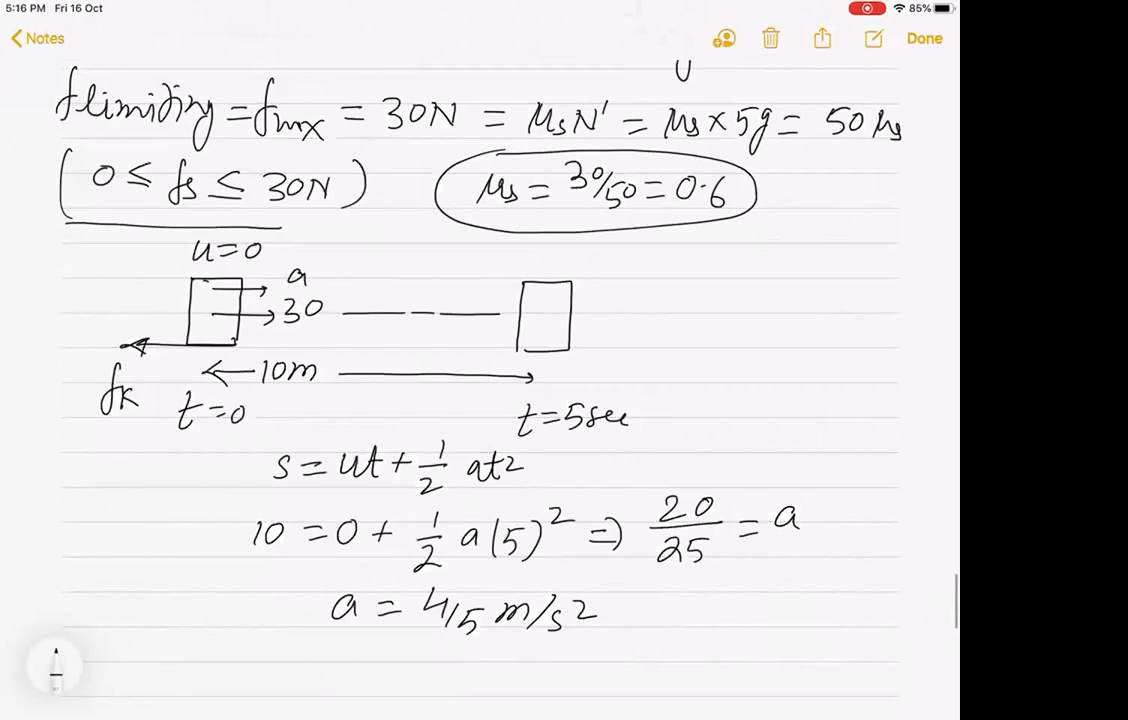 5:16 PM Fri 16 Oct 85%
Notes Done
flimiting = fmax = 30N = μsN' = μs × 5g = 50 μs
(0 ≤ fs ≤ 30N) μs = 30/50 = 0.6
u=0
a
30
10m
fk t=0 t=5sec
s = ut + 1/2 at2
10 = 0 + 1/2 a(5)2 => 20/25 = a
a = 4/5 m/s2